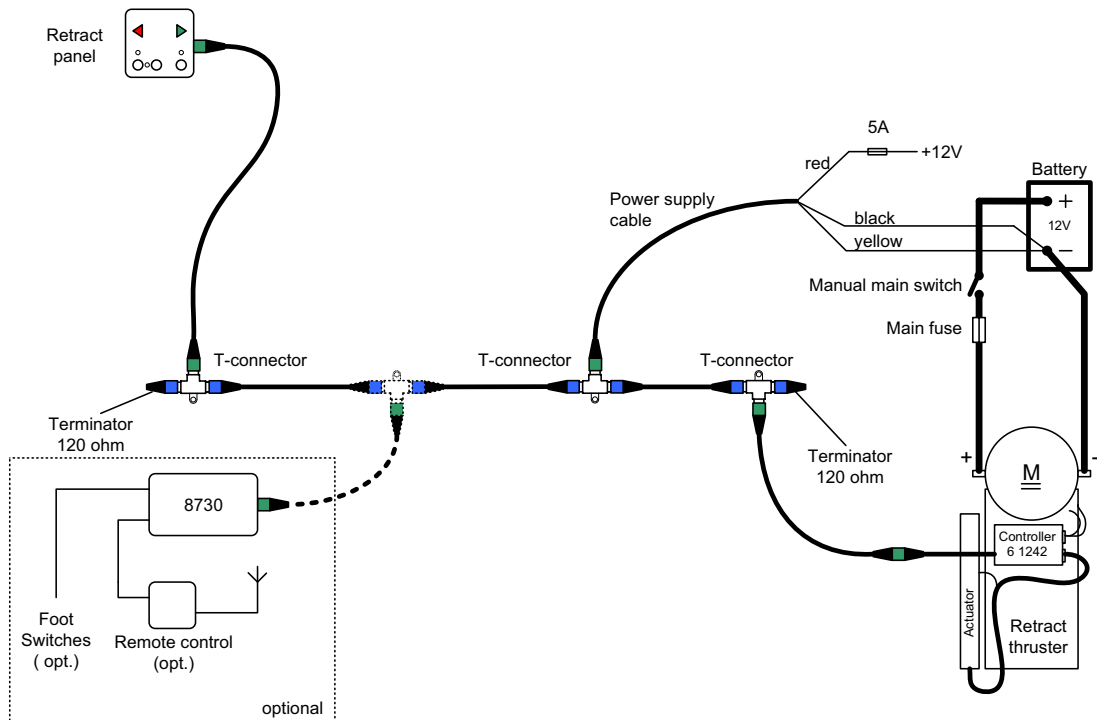 Retract
panel
5A
+12V
red
Battery
+
12V
–
Power supply
cable
black
yellow
Manual main switch
Main fuse
T-connector
T-connector
T-connector
Terminator
120 ohm
Terminator
120 ohm
+
-
M
8730
Controller
6 1242
Actuator
Retract
thruster
Foot
Switches
( opt.)
Remote control
(opt.)
optional